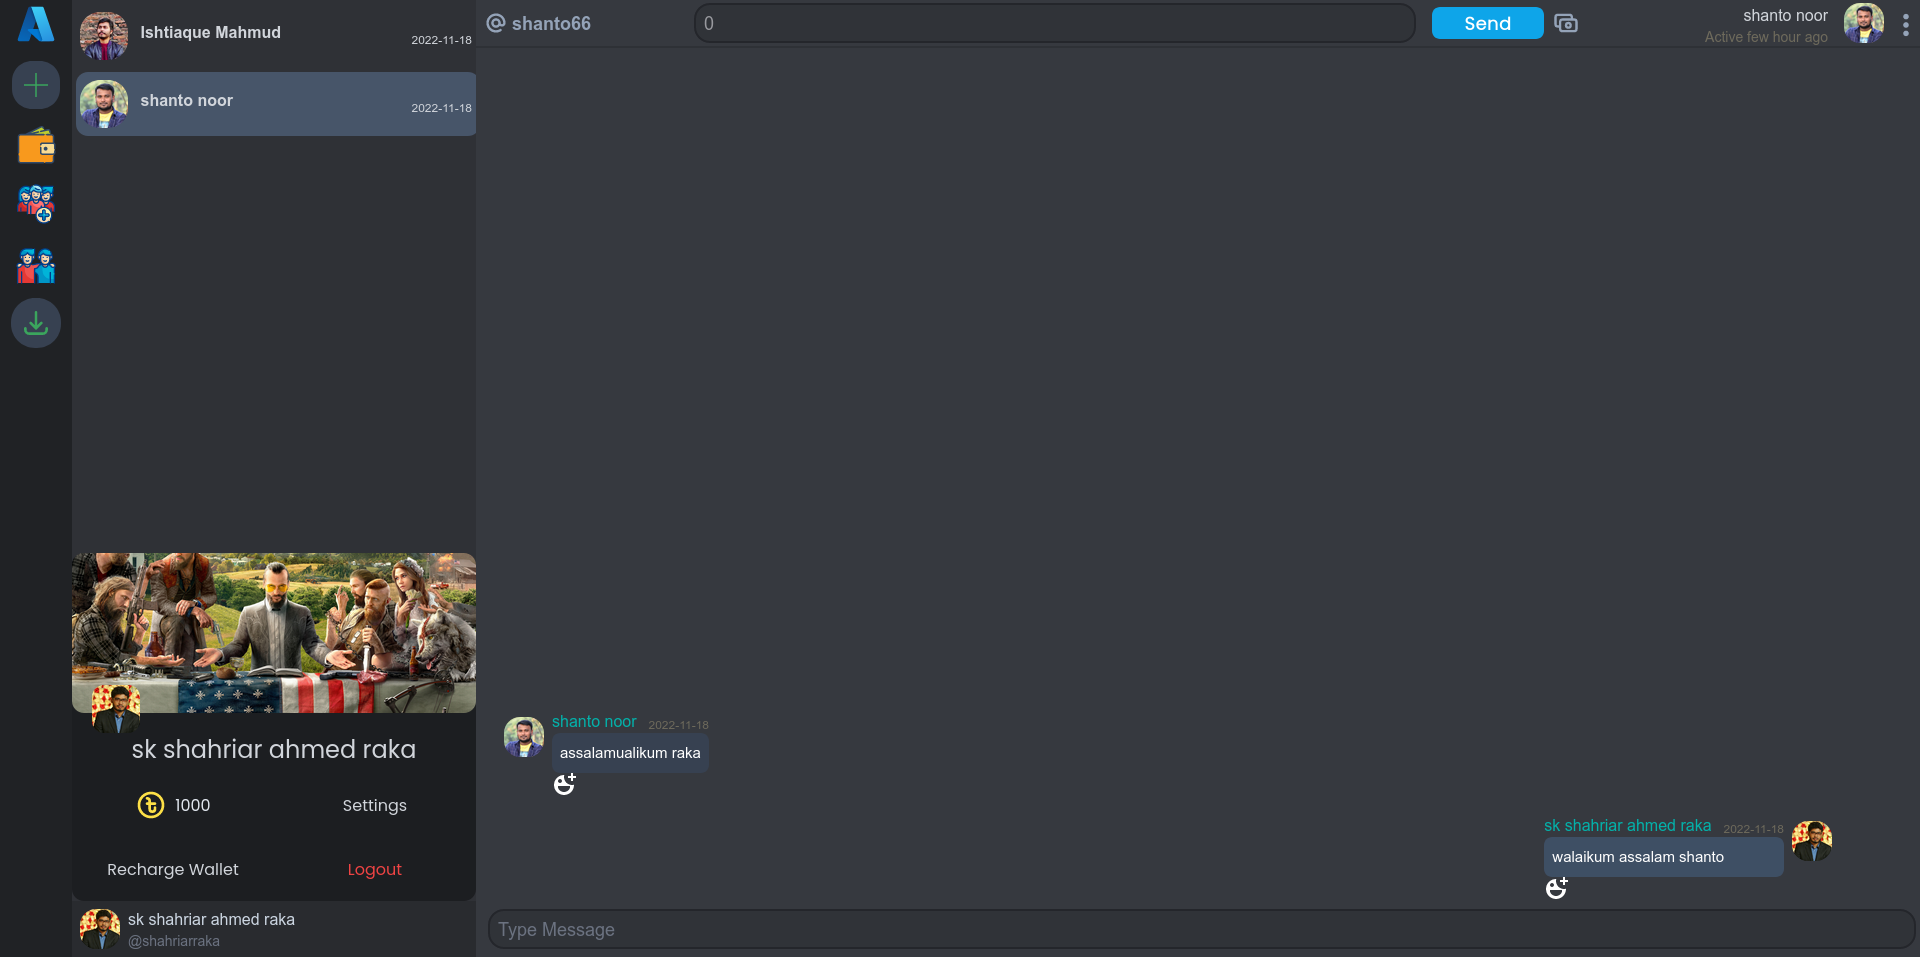 Ishtiaque Mahmud
2022-11-18
shanto noor
2022-11-18
sk shahriar ahmed raka
1000
Settings
Recharge Wallet
Logout
sk shahriar ahmed raka
@shahriarraka
@ shanto66
0
Send
shanto noor
Active few hour ago
shanto noor 2022-11-18
assalamualikum raka
sk shahriar ahmed raka 2022-11-18
walaikum assalam shanto
Type Message